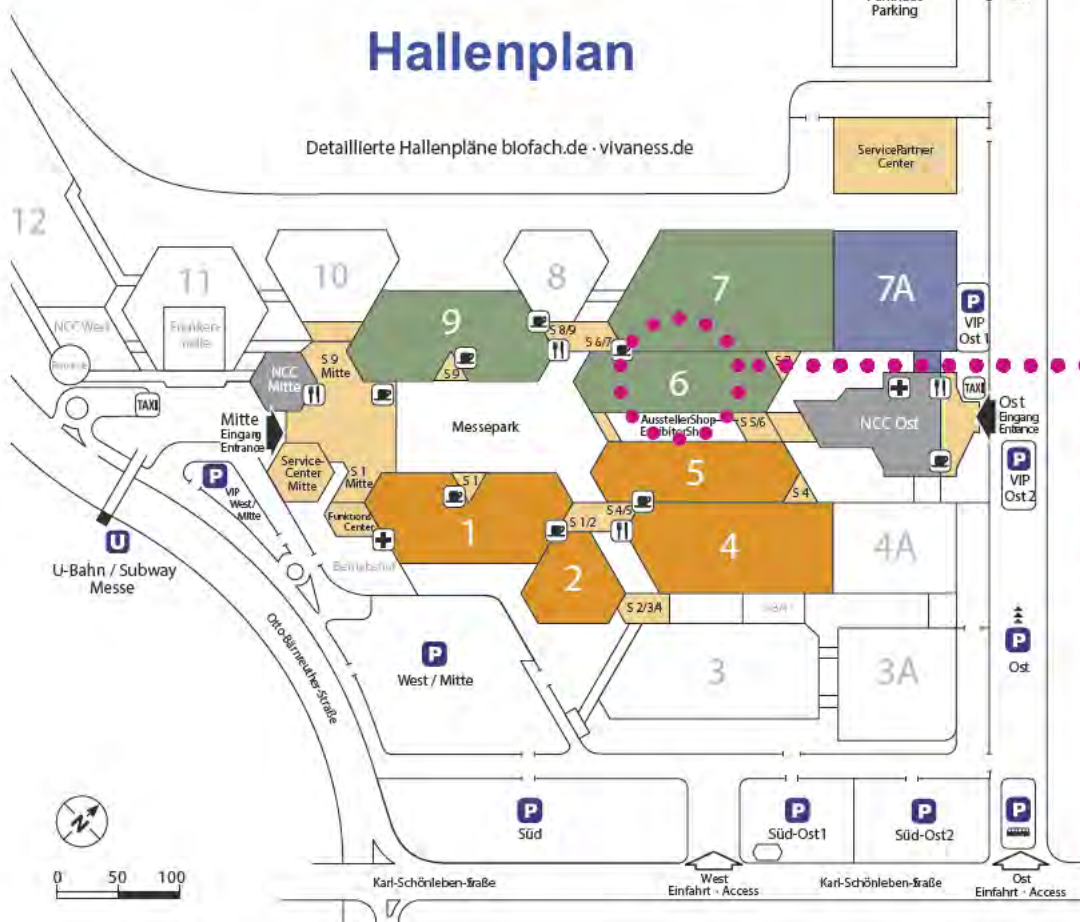 Parking
Hallenplan
Detaillierte Hallenpläne biofach.de · vivaness.de
ServicePartner
Center
12
11
10
8
7
7A
9
S 8/9
S 6/7
P
VIP
Ost 1
NCC West
S 9
Mitte
S 9
NCC
Mitte
6
TAXI
TAXI
Mitte
Eingang
Entrance
Messepark
AusstellerShop
ExhibitorShop
S 5/6
NCC Ost
Ost
Eingang
Entrance
Service-
Center
Mitte
S 1
Mitte
S 1
5
S 4
P
VIP
Ost 2
P
VIP
West/
Mitte
Funktions
Center
1
S 1/2
S 4/5
4
4A
U
U-Bahn / Subway
Messe
Betriebshof
2
S 2/3/4
P
Ost
Otto-Bärnreuther-Straße
P
West / Mitte
3
3A
N
P
Süd
P
Süd-Ost1
P
Süd-Ost2
P
0 50 100
Karl-Schönleben-Straße
West
Einfahrt · Access
Karl-Schönleben-Straße
Ost
Einfahrt · Access